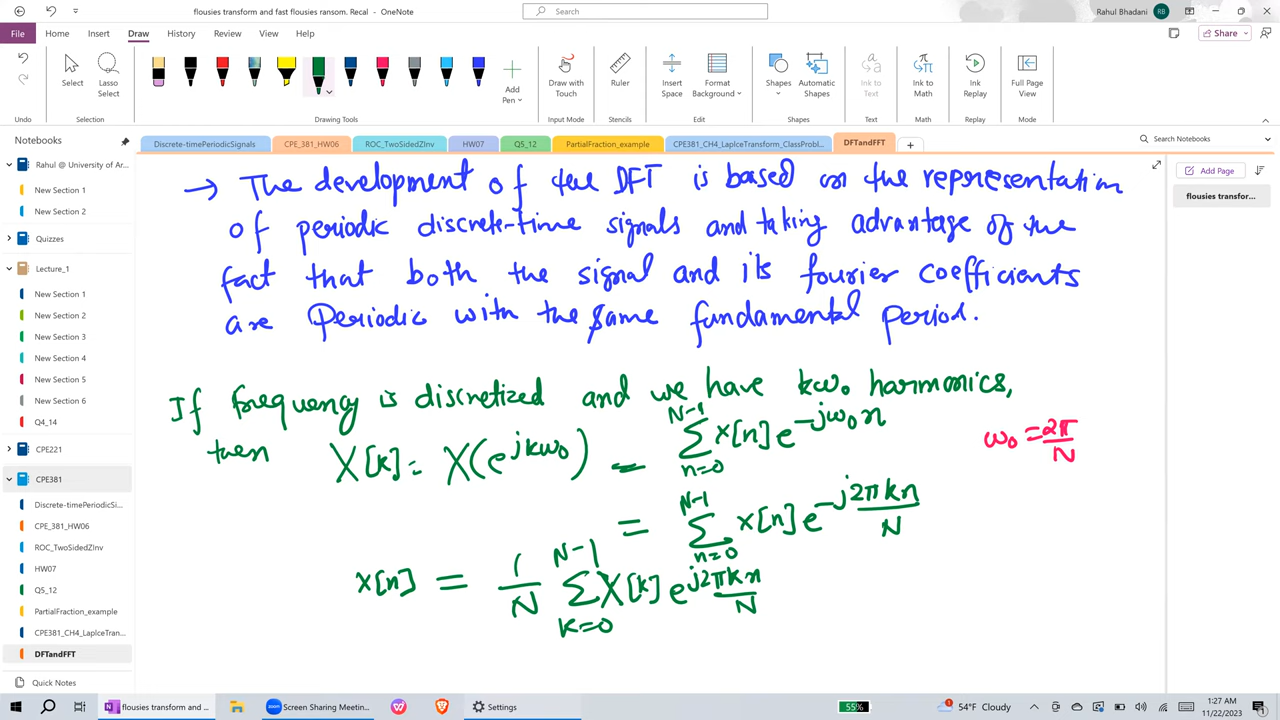 flousies transform and fast flousies ransom. Recal - OneNote
Search
Rahul Bhadani
RB
File
Home
Insert
Draw
History
Review
View
Help
Share
Select
Lasso Select
Add Pen
Draw with Touch
Ruler
Insert Space
Format Background
Shapes
Automatic Shapes
Ink to Text
Ink to Math
Ink Replay
Full Page View
Undo
Selection
Drawing Tools
Input Mode
Stencils
Edit
Shapes
Text
Math
Replay
Mode
Notebooks
Discrete-timePeriodicSignals
CPE_381_HW06
ROC_TwoSidedZInv
HW07
Q5_12
PartialFraction_example
CPE381_CH4_LaplceTransform_ClassProbl...
DFTandFFT
Search Notebooks
Add Page
flousies transfor...
Rahul @ University of Ar...
New Section 1
New Section 2
Quizzes
Lecture_1
New Section 1
New Section 2
New Section 3
New Section 4
New Section 5
New Section 6
Q4_14
CPE221
CPE381
Discrete-timePeriodicSi...
CPE_381_HW06
ROC_TwoSidedZInv
HW07
Q5_12
PartialFraction_example
CPE381_CH4_LaplceTrans...
DFTandFFT
Quick Notes
→ The development of the DFT is based on the representation
of periodic discrete-time signals and taking advantage of the
fact that both the signal and its fourier coefficients
are Periodic with the same fundamental period.
If frequency is discretized and we have kω₀ harmonics,
then X[k] = X(e^{jkω₀}) = ∑_{n=0}^{N-1} x[n] e^{-jω₀n}
ω₀ = 2π/N
= ∑_{n=0}^{N-1} x[n] e^{-j2πkn/N}
x[n] = 1/N ∑_{k=0}^{N-1} X[k] e^{j2πkn/N}
flousies transform and ...
Screen Sharing Meetin...
Settings
55%
54°F Cloudy
1:27 AM
11/22/2023